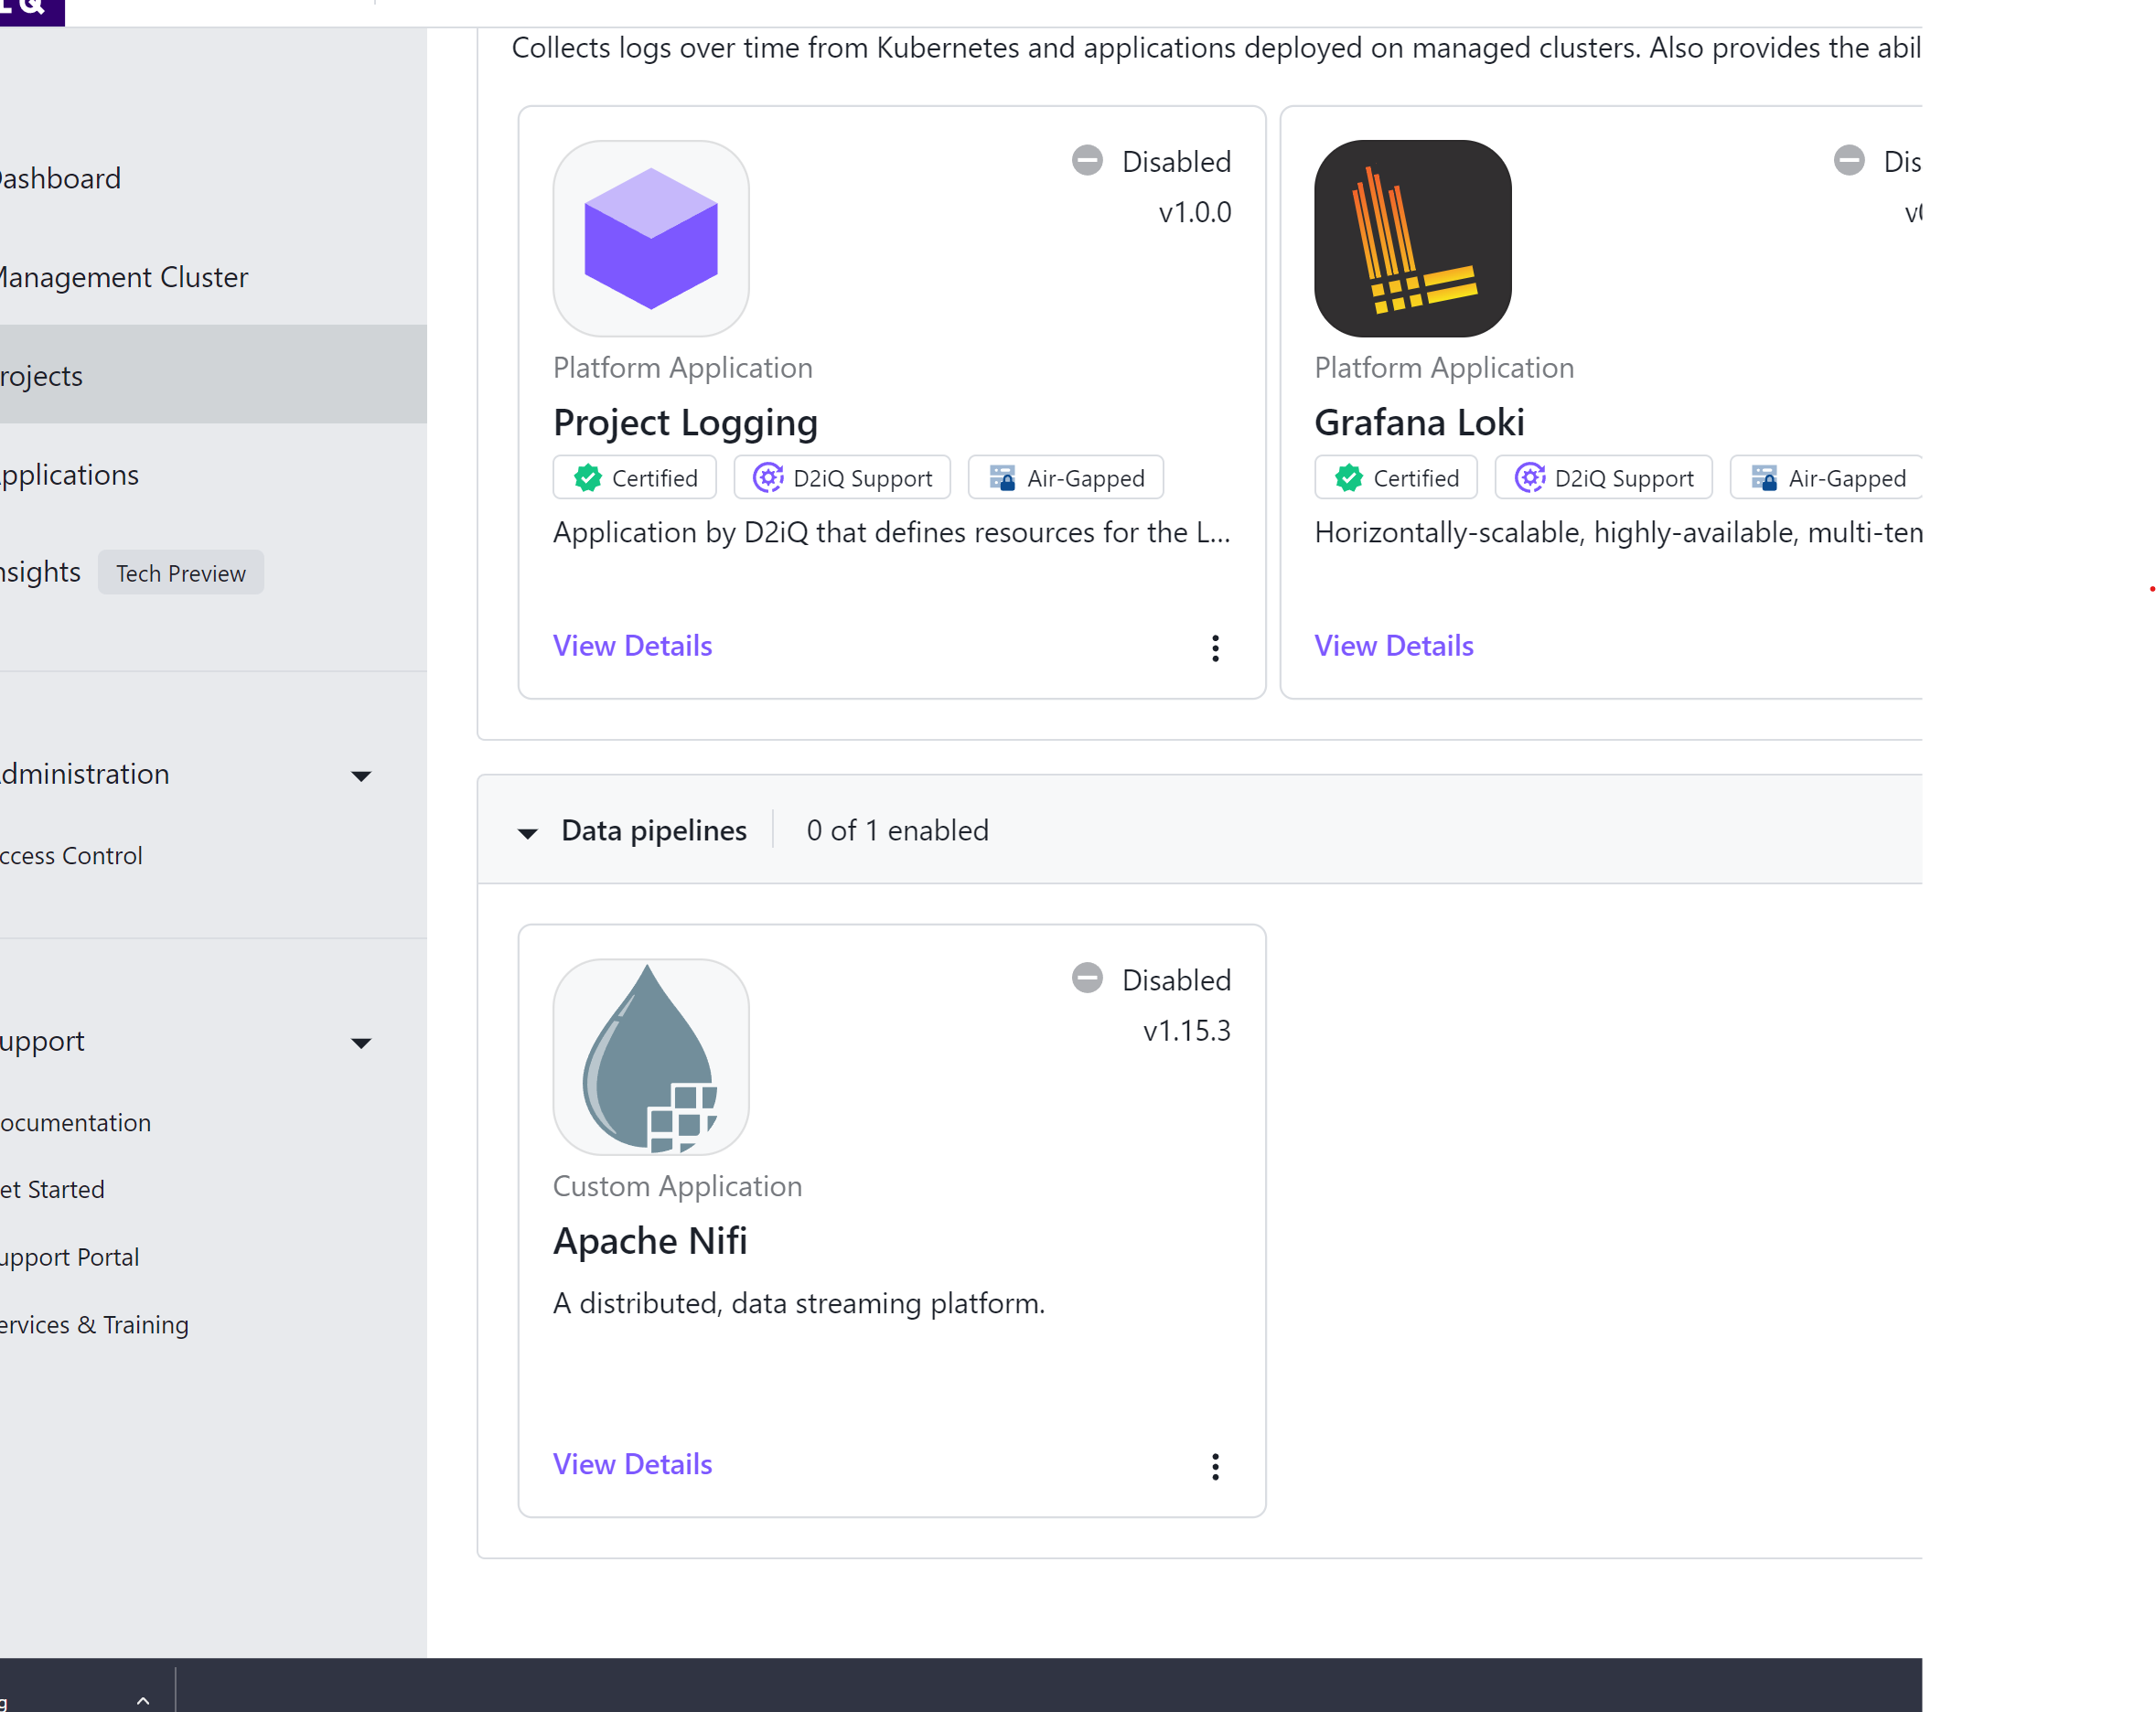 IQ
Collects logs over time from Kubernetes and applications deployed on managed clusters. Also provides the abil
ashboard
Management Cluster
rojects
pplications
nsights Tech Preview
dministration
ccess Control
upport
ocumentation
et Started
upport Portal
ervices & Training
Disabled
v1.0.0
Platform Application
Project Logging
Certified D2iQ Support Air-Gapped
Application by D2iQ that defines resources for the L...
View Details
Dis
Platform Application
Grafana Loki
Certified D2iQ Support Air-Gapped
Horizontally-scalable, highly-available, multi-ten
View Details
Data pipelines 0 of 1 enabled
Disabled
v1.15.3
Custom Application
Apache Nifi
A distributed, data streaming platform.
View Details
g